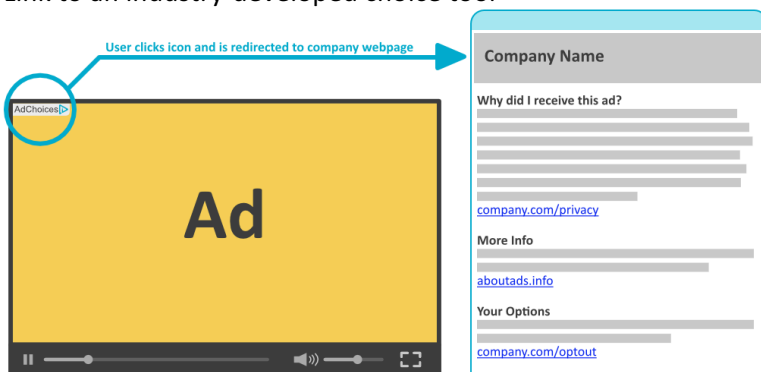 Link to an industry-developed choice tool
User clicks icon and is redirected to company webpage
AdChoices
Ad
Company Name
Why did I receive this ad?
company.com/privacy
More Info
aboutads.info
Your Options
company.com/optout